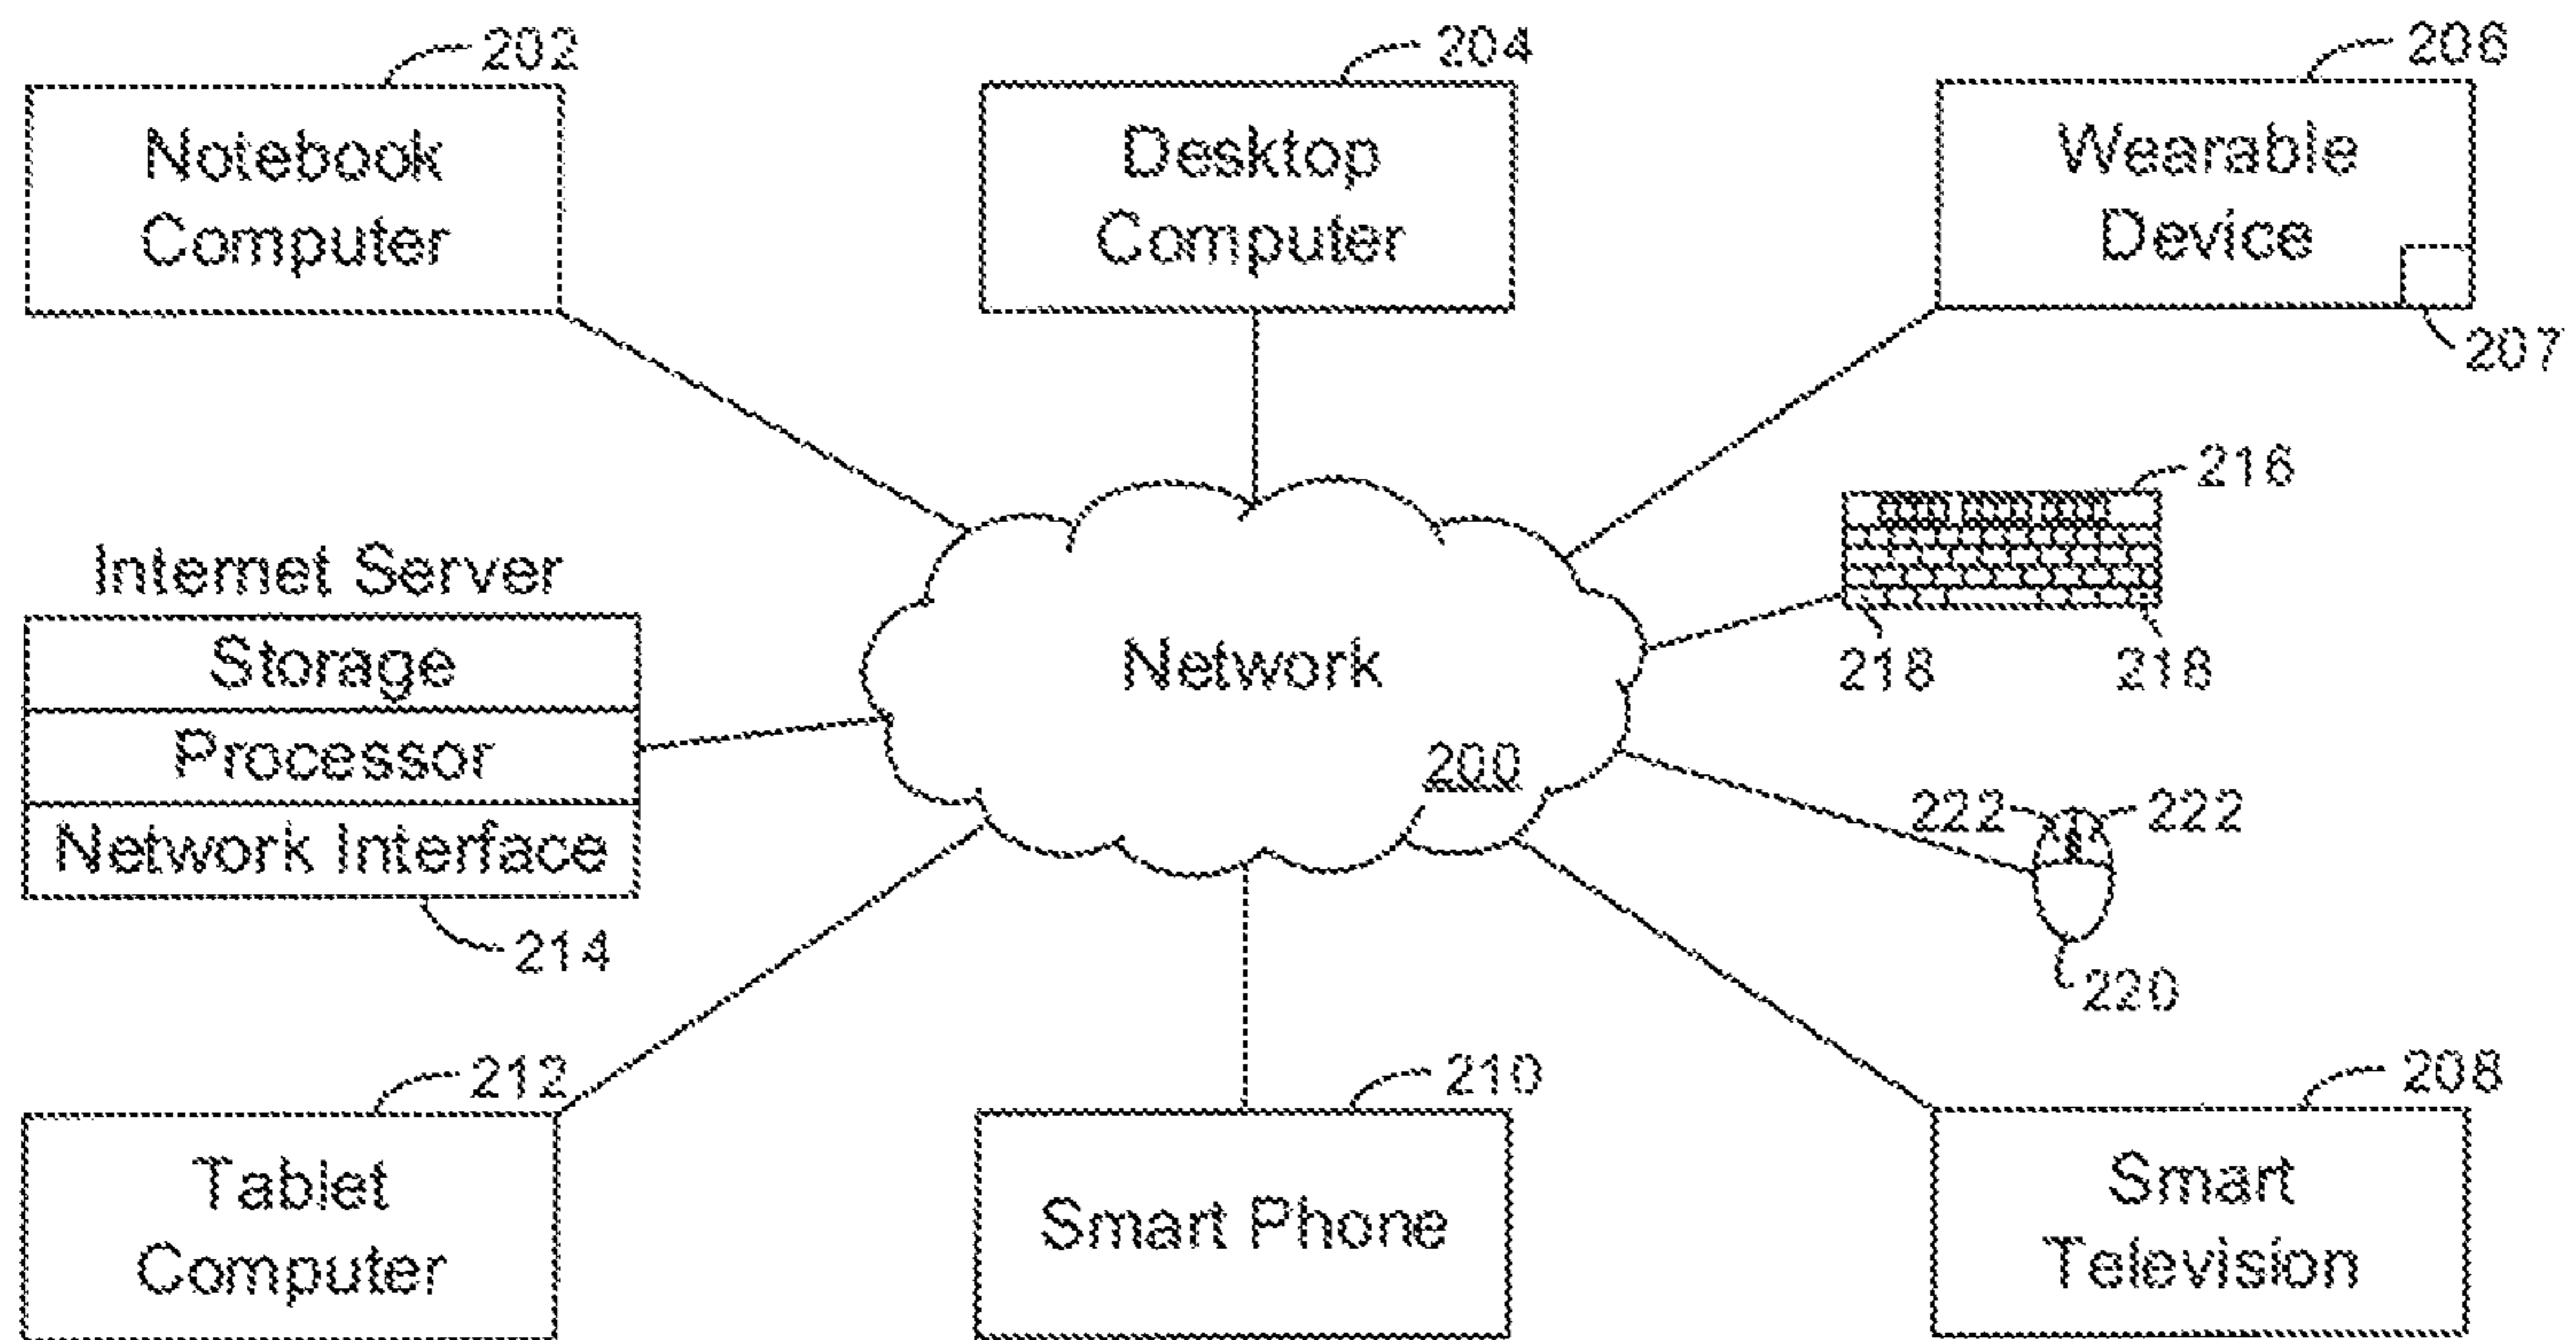 202
Notebook
Computer
204
Desktop
Computer
206
Wearable
Device
207
216
218
218
Internet Server
Storage
Processor
Network Interface
214
Network
200
222
222
220
212
Tablet
Computer
210
Smart Phone
208
Smart
Television